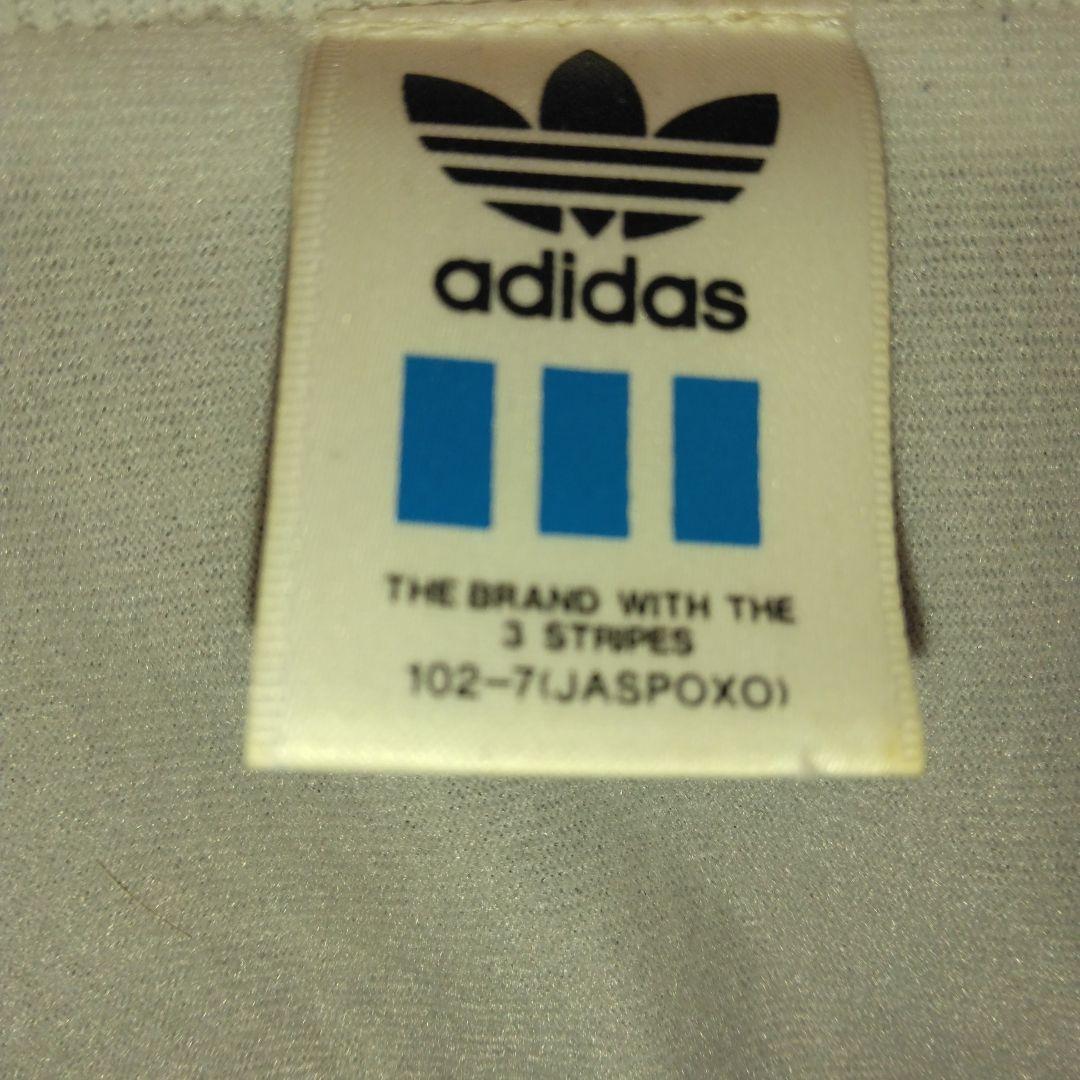 adidas
THE BRAND WITH THE
3 STRIPES
102-7(JASPOXO)